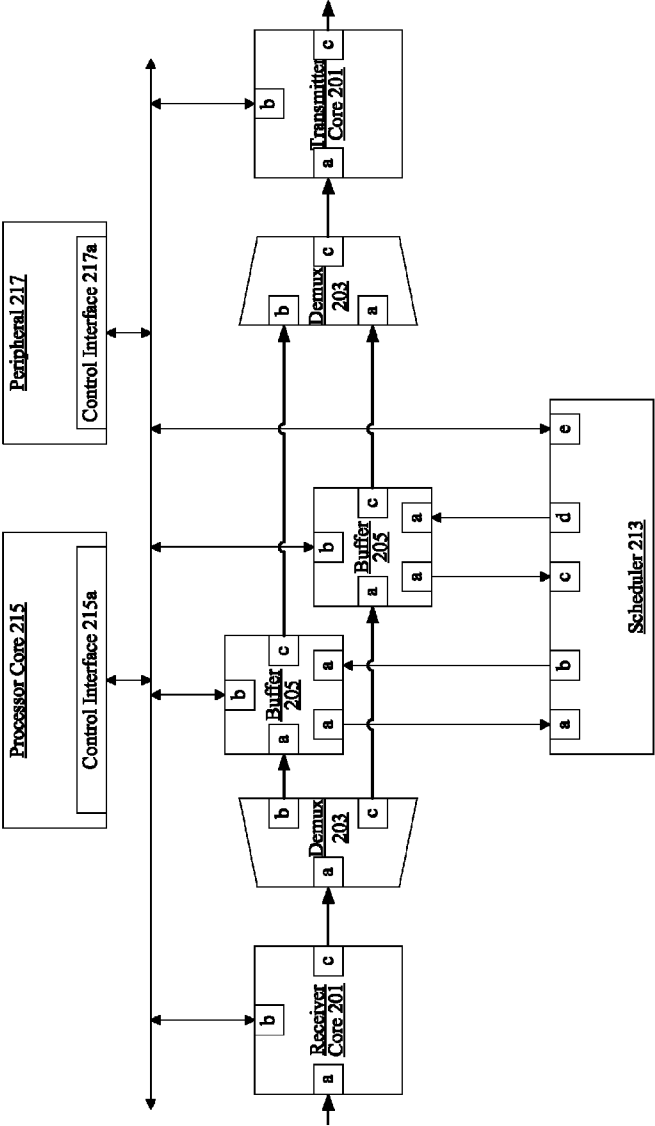 Processor Core 215
Control Interface 215a
Peripheral 217
Control Interface 217a
b
a
Receiver
Core 201
c
a
Demux
203
b
c
b
a
Buffer
205
c
a
a
b
a
Buffer
205
c
a
a
b
a
Demux
203
c
b
a
Transmitter
Core 201
c
a
b
c
d
e
Scheduler 213